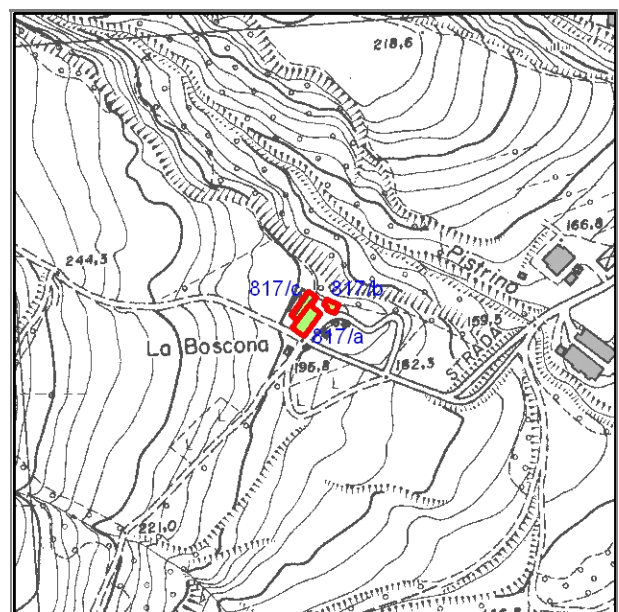 218,6
166,8
Pistrino
244,3
817/c
817/b
159,5
817/a
La Boscona
STRADA
195,8
182,3
221,0